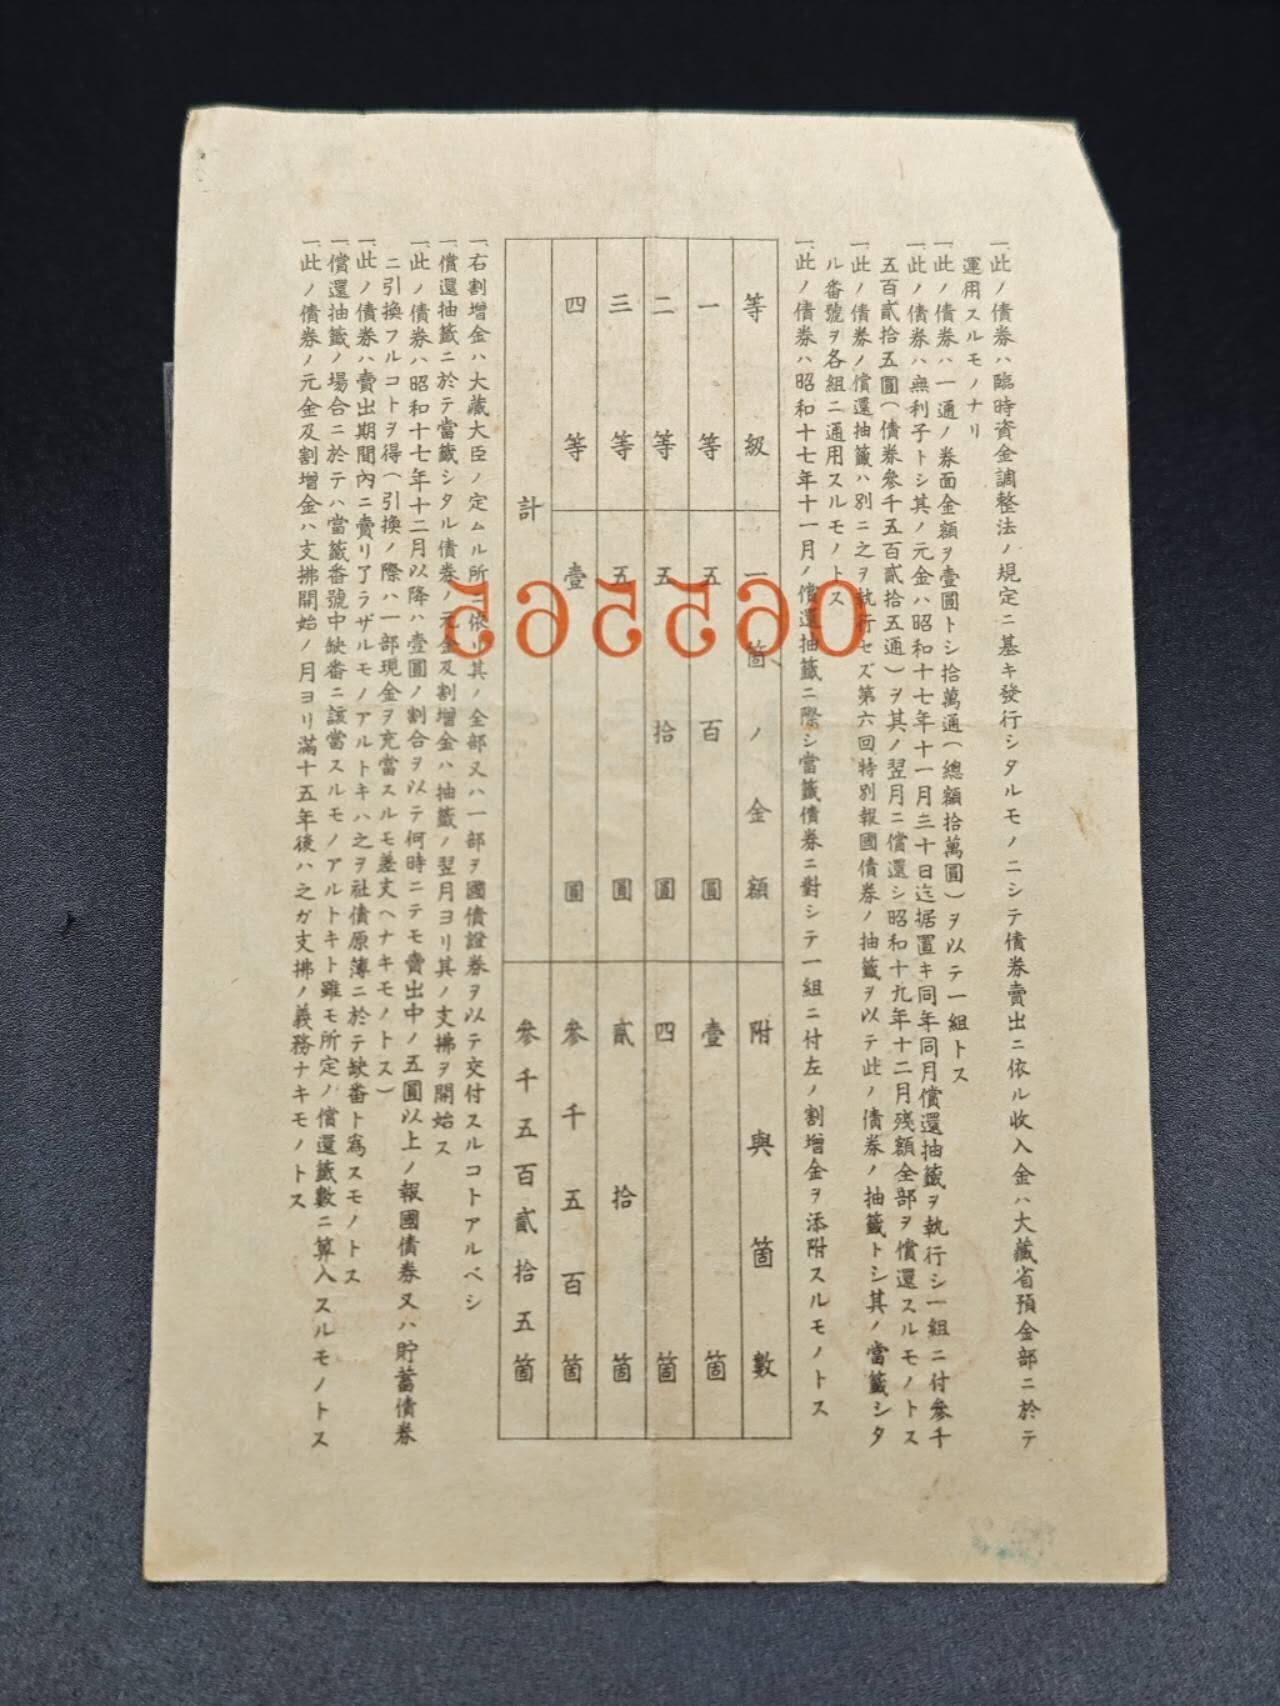 一、此ノ債券ハ臨時資金調整法ノ規定ニ基キ發行シタルモノニシテ債券賣出ニ依ル收入金ハ大藏省預金部ニ於テ
運用スルモノナリ
一、此ノ債券ハ一通ノ券面金額ヲ壹圓トシ拾萬通(總額拾萬圓)ヲ以テ一組トス
一、此ノ債券ハ無利子トシ其ノ元金ハ昭和十七年十一月三十日迄据置キ同年同月償還抽籤ヲ執行シ一組ニ付參千
五百貳拾五圓(債券參千五百貳拾五通)ヲ其ノ翌月ニ償還シ昭和十九年十二月殘額全部ヲ償還スルモノトス
一、此ノ債券ノ償還抽籤ハ別ニ之ヲ執行セズ第六回特別報國債券ノ抽籤ヲ以テ此ノ債券ノ抽籤トシ其ノ當籤シタ
ル番號ヲ各組ニ通用スルモノトス
一、此ノ債券ハ昭和十七年十一月ノ償還抽籤ニ際シ當籤債券ニ對シテ一組ニ付左ノ割增金ヲ添附スルモノトス
等級 一箇ノ金額 附與箇數
一等 五百圓 壹箇
二等 五拾圓 四箇
三等 五圓 貳拾箇
四等 壹圓 參千五百箇
計 參千五百貳拾五箇
一、右割增金ハ大藏大臣ノ定ムル所ニ依リ其ノ全部又ハ一部ヲ國債證券ヲ以テ交付スルコトアルベシ
一、償還抽籤ニ於テ當籤シタル債券ノ元金及割增金ハ抽籤ノ翌月ヨリ其ノ支拂ヲ開始ス
一、此ノ債券ハ昭和十七年十二月以降ハ壹圓ノ割合ヲ以テ何時ニテモ賣出中ノ五圓以上ノ報國債券又ハ貯蓄債券
ニ引換フルコトヲ得(引換ノ際ハ一部現金ヲ充當スルモ差支ヘナキモノトス)
一、此ノ債券ハ賣出期間內ニ賣リ了ラザルモノアルトキハ之ヲ社債原簿ニ於テ缺番ト爲スモノトス
一、償還抽籤ノ場合ニ於テハ當籤番號中缺番ニ該當スルモノアルトキト雖モ所定ノ償還籤數ニ算入スルモノトス
一、此ノ債券ノ元金及割增金ハ支拂開始ノ月ヨリ滿十五年後ハ之ガ支拂ノ義務ナキモノトス
065565